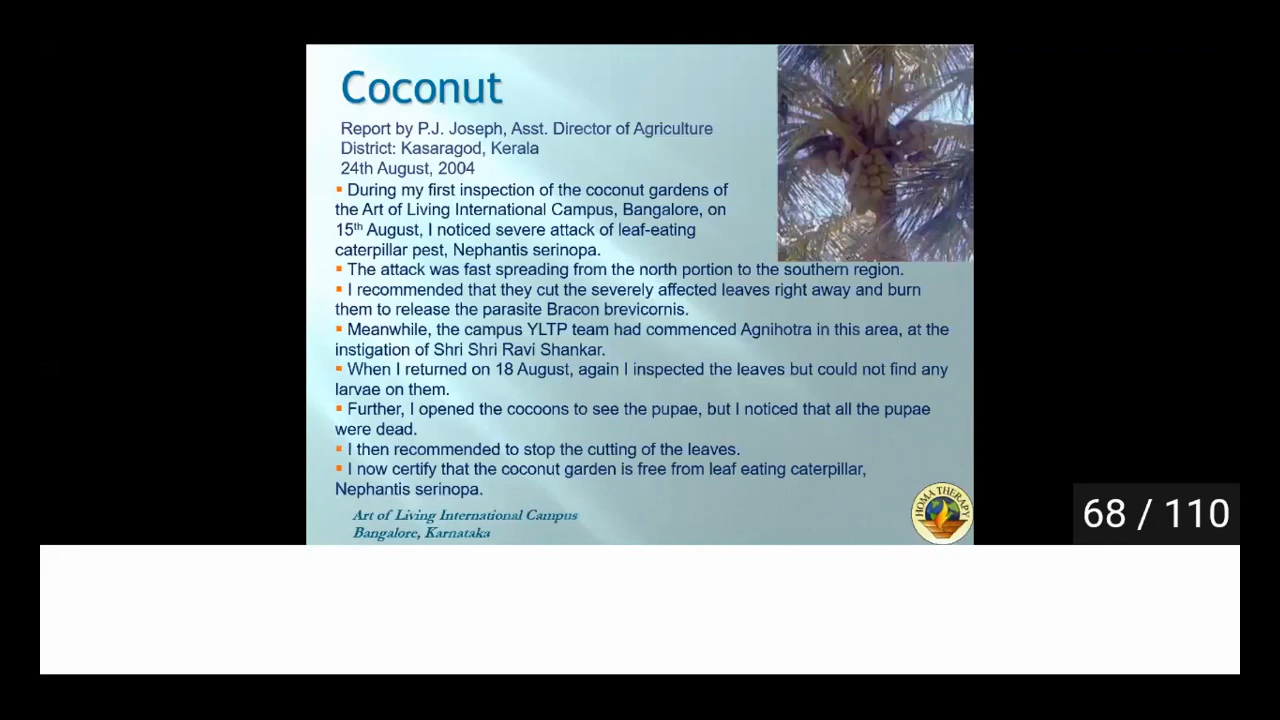 Coconut
Report by P.J. Joseph, Asst. Director of Agriculture
District: Kasaragod, Kerala
24th August, 2004
▪ During my first inspection of the coconut gardens of
the Art of Living International Campus, Bangalore, on
15th August, I noticed severe attack of leaf-eating
caterpillar pest, Nephantis serinopa.
▪ The attack was fast spreading from the north portion to the southern region.
▪ I recommended that they cut the severely affected leaves right away and burn
them to release the parasite Bracon brevicornis.
▪ Meanwhile, the campus YLTP team had commenced Agnihotra in this area, at the
instigation of Shri Shri Ravi Shankar.
▪ When I returned on 18 August, again I inspected the leaves but could not find any
larvae on them.
▪ Further, I opened the cocoons to see the pupae, but I noticed that all the pupae
were dead.
▪ I then recommended to stop the cutting of the leaves.
▪ I now certify that the coconut garden is free from leaf eating caterpillar,
Nephantis serinopa.
Art of Living International Campus
Bangalore, Karnataka
HOMA THERAPY
68 / 110